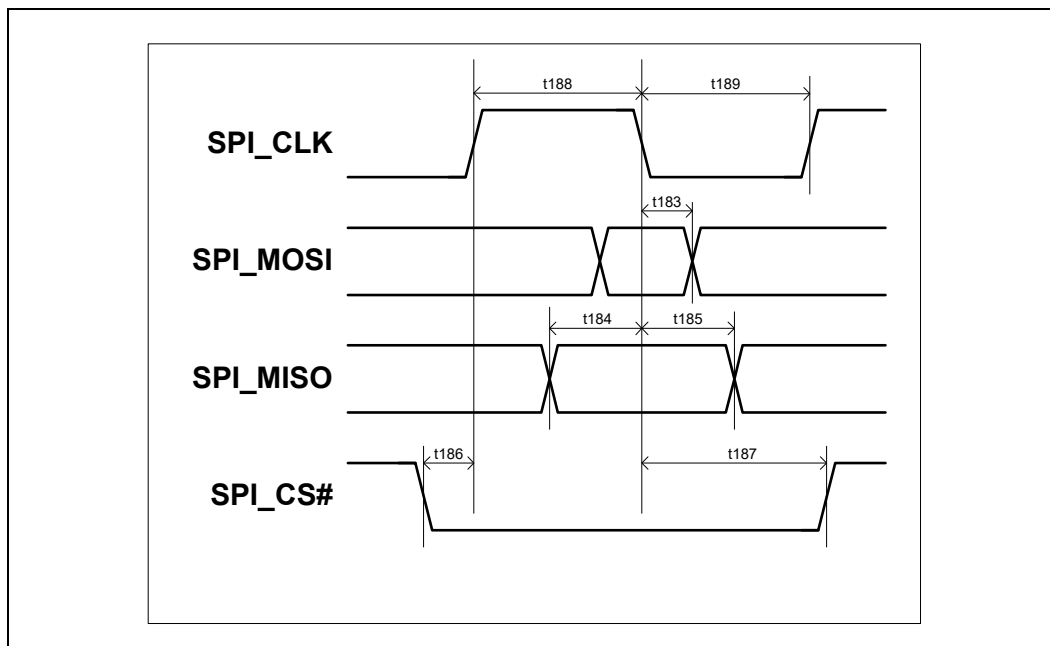 t188
t189
SPI_CLK
t183
SPI_MOSI
t184
t185
SPI_MISO
t186
t187
SPI_CS#